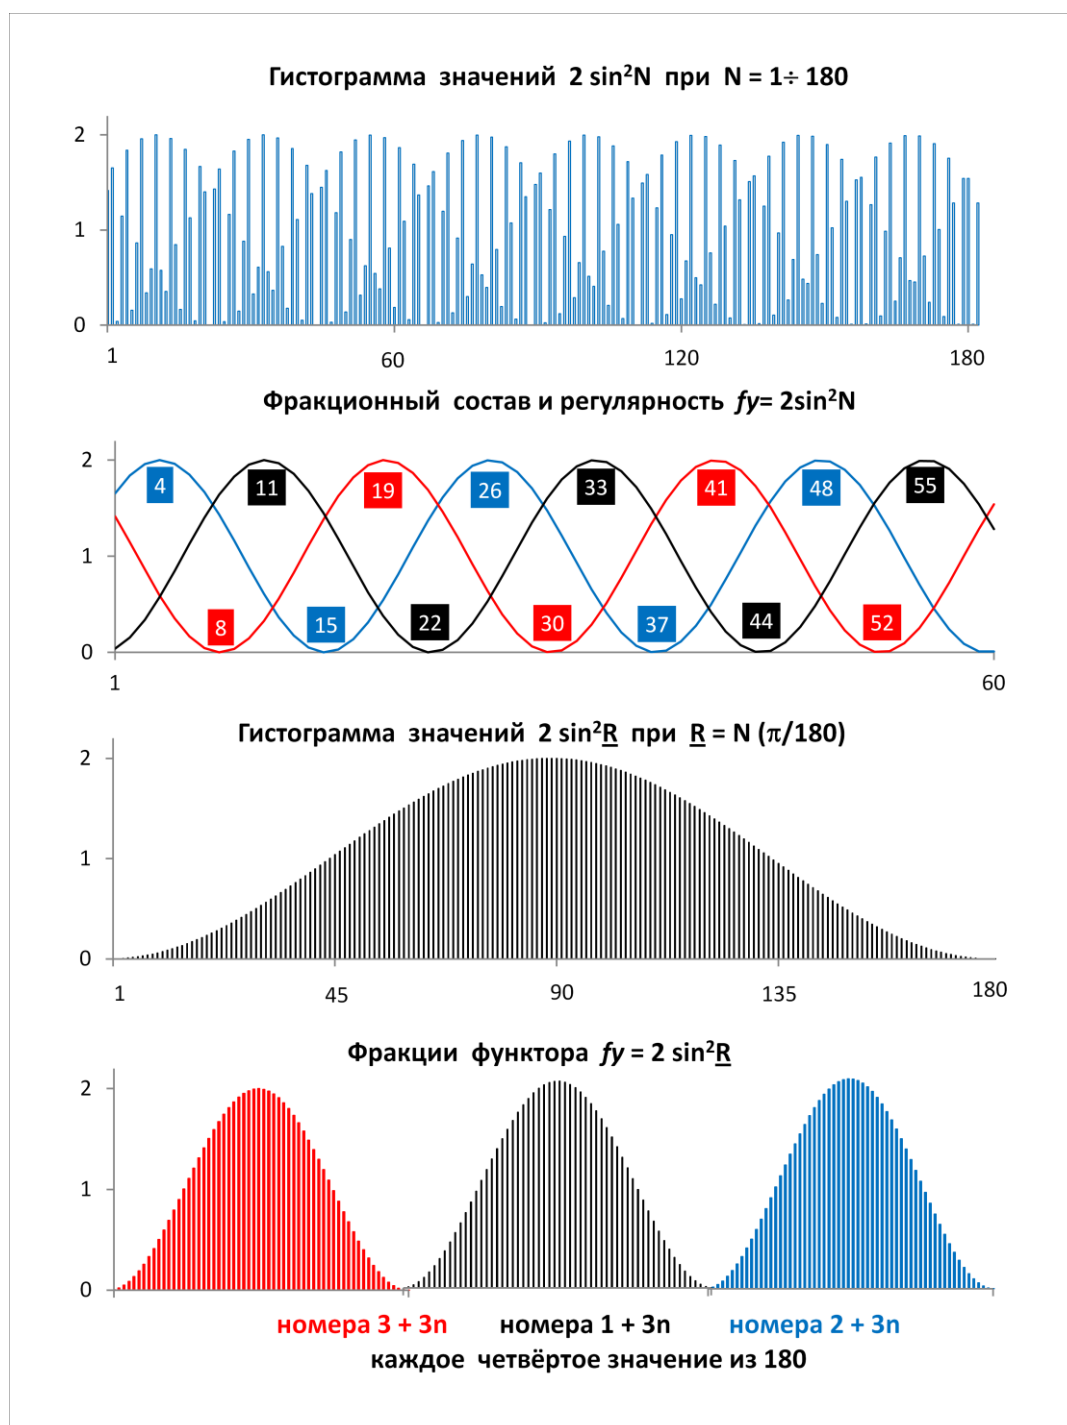 Гистограмма значений 2 sin²N при N = 1÷ 180
2
1
0
1 60 120 180
Фракционный состав и регулярность fy= 2sin²N
2
4 11 19 26 33 41 48 55
1
8 15 22 30 37 44 52
0
1 60
Гистограмма значений 2 sin²R при R = N (π/180)
2
1
0
1 45 90 135 180
Фракции функтора fy = 2 sin²R
2
1
0
номера 3 + 3n номера 1 + 3n номера 2 + 3n
каждое четвёртое значение из 180